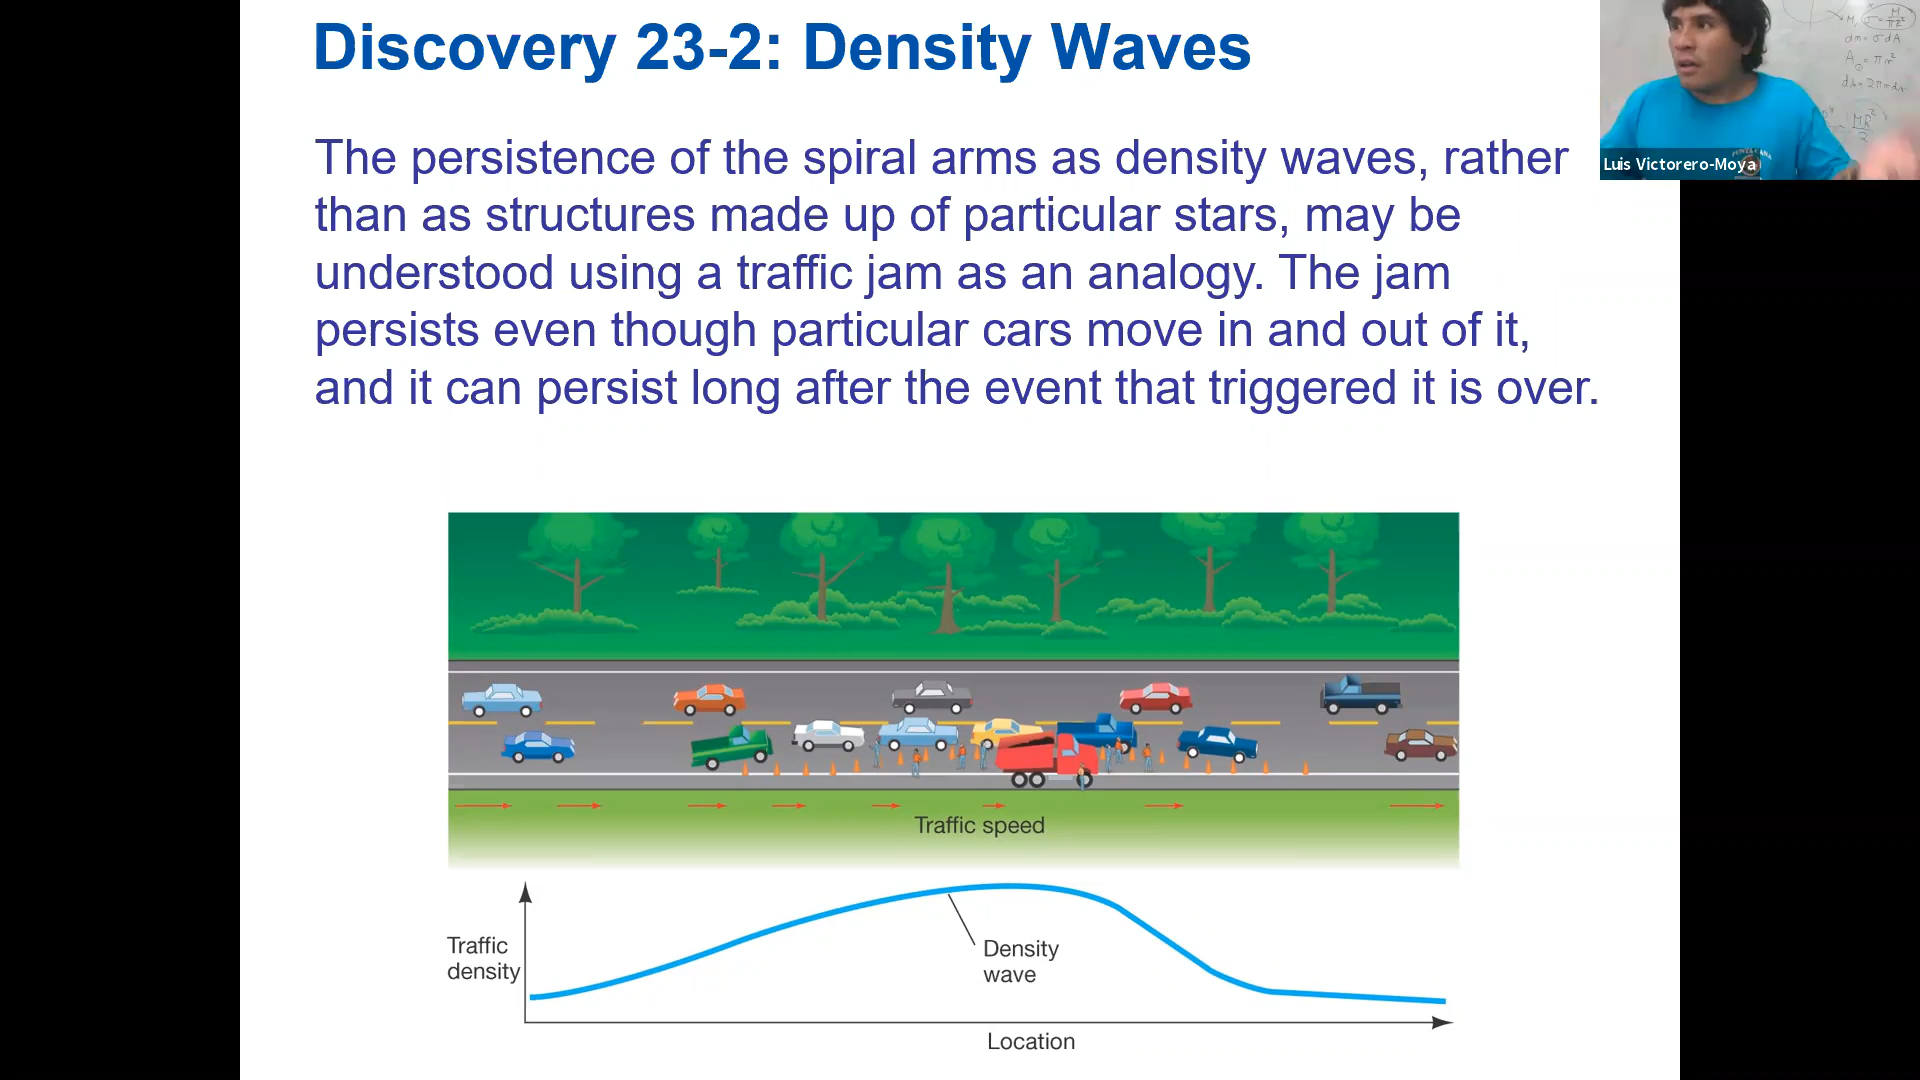 Discovery 23-2: Density Waves
The persistence of the spiral arms as density waves, rather
than as structures made up of particular stars, may be
understood using a traffic jam as an analogy. The jam
persists even though particular cars move in and out of it,
and it can persist long after the event that triggered it is over.
Luis Victorero-Moya
Traffic speed
Traffic
density
Density
wave
Location